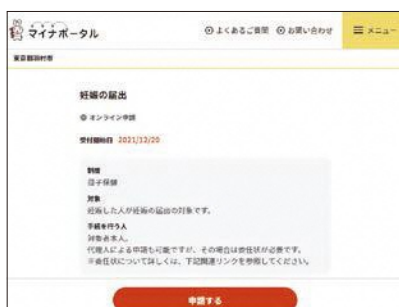 マイナポータル
よくあるご質問 お問い合わせ メニュー
東京都羽村市
妊娠の届出
オンライン申請
受付開始日 2021/12/20
制度
母子保健
対象
妊娠した人が妊娠の届出の対象です。
手続を行う人
対象者本人。
代理人による申請も可能ですが、その場合は委任状が必要です。
※委任状について詳しくは、下記関連リンクを参照してください。
申請する